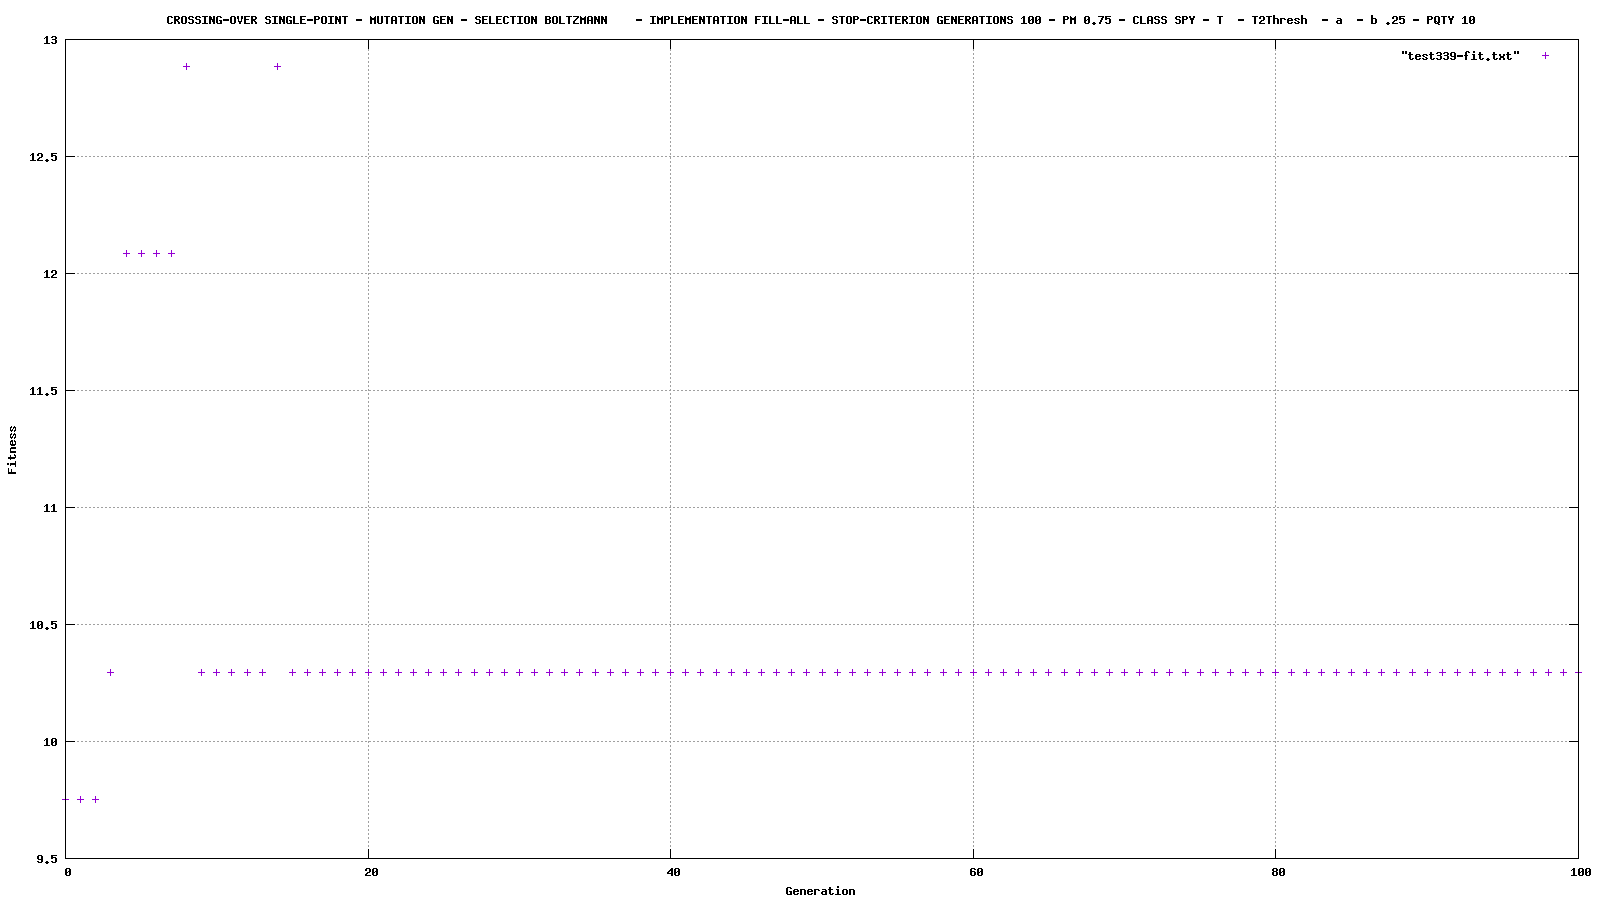 CROSSING-OVER SINGLE-POINT - MUTATION GEN - SELECTION BOLTZMANN    - IMPLEMENTATION FILL-ALL - STOP-CRITERION GENERATIONS 100 - PM 0.75 - CLASS SPY - T  - T2Thresh  - a  - b .25 - PQTY 10
"test339-fit.txt"
13
12.5
12
11.5
11
10.5
10
9.5
Fitness
0 20 40 60 80 100
Generation